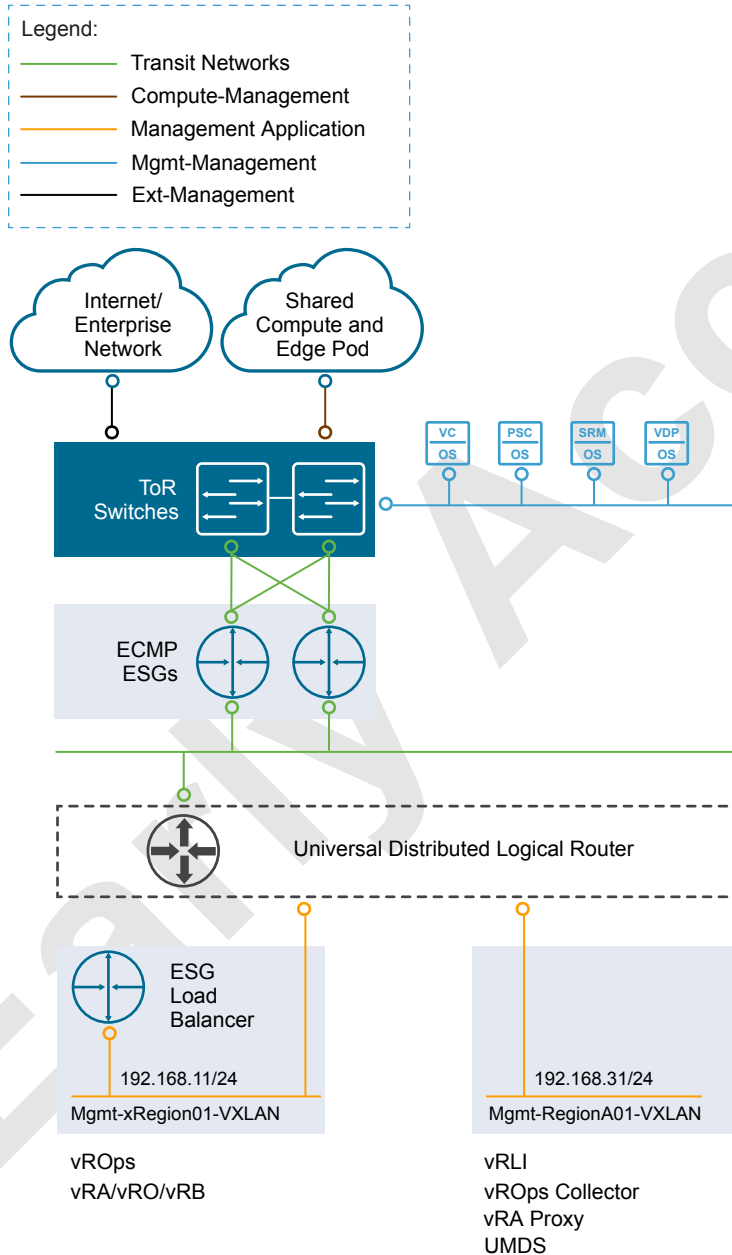 Legend:
Transit Networks
Compute-Management
Management Application
Mgmt-Management
Ext-Management
Internet/
Enterprise
Network
Shared
Compute and
Edge Pod
VC
OS
PSC
OS
SRM
OS
VDP
OS
ToR
Switches
ECMP
ESGs
Universal Distributed Logical Router
ESG
Load
Balancer
192.168.11/24
Mgmt-xRegion01-VXLAN
192.168.31/24
Mgmt-RegionA01-VXLAN
vROps
vRA/vRO/vRB
vRLI
vROps Collector
vRA Proxy
UMDS
Early Acc